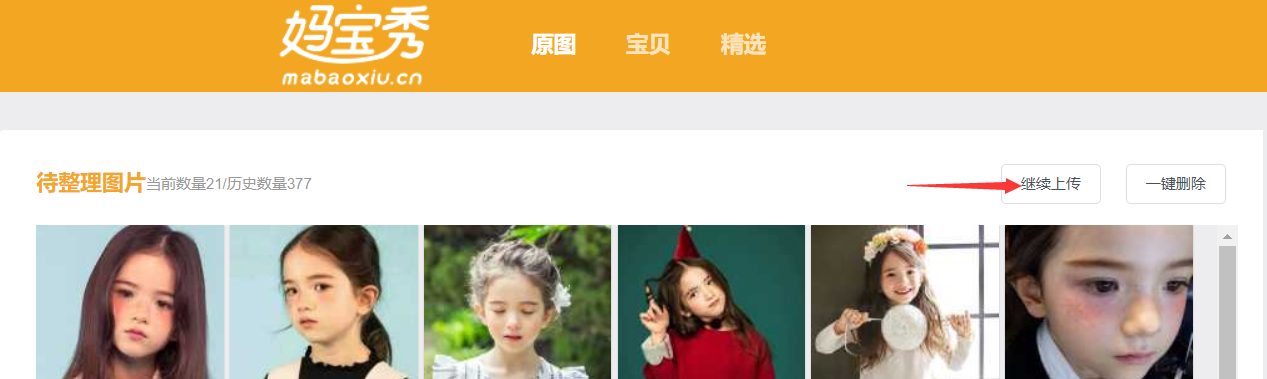 妈宝秀
mabaoxiu.cn
原图 宝贝 精选
待整理图片当前数量21/历史数量377
继续上传 一键删除